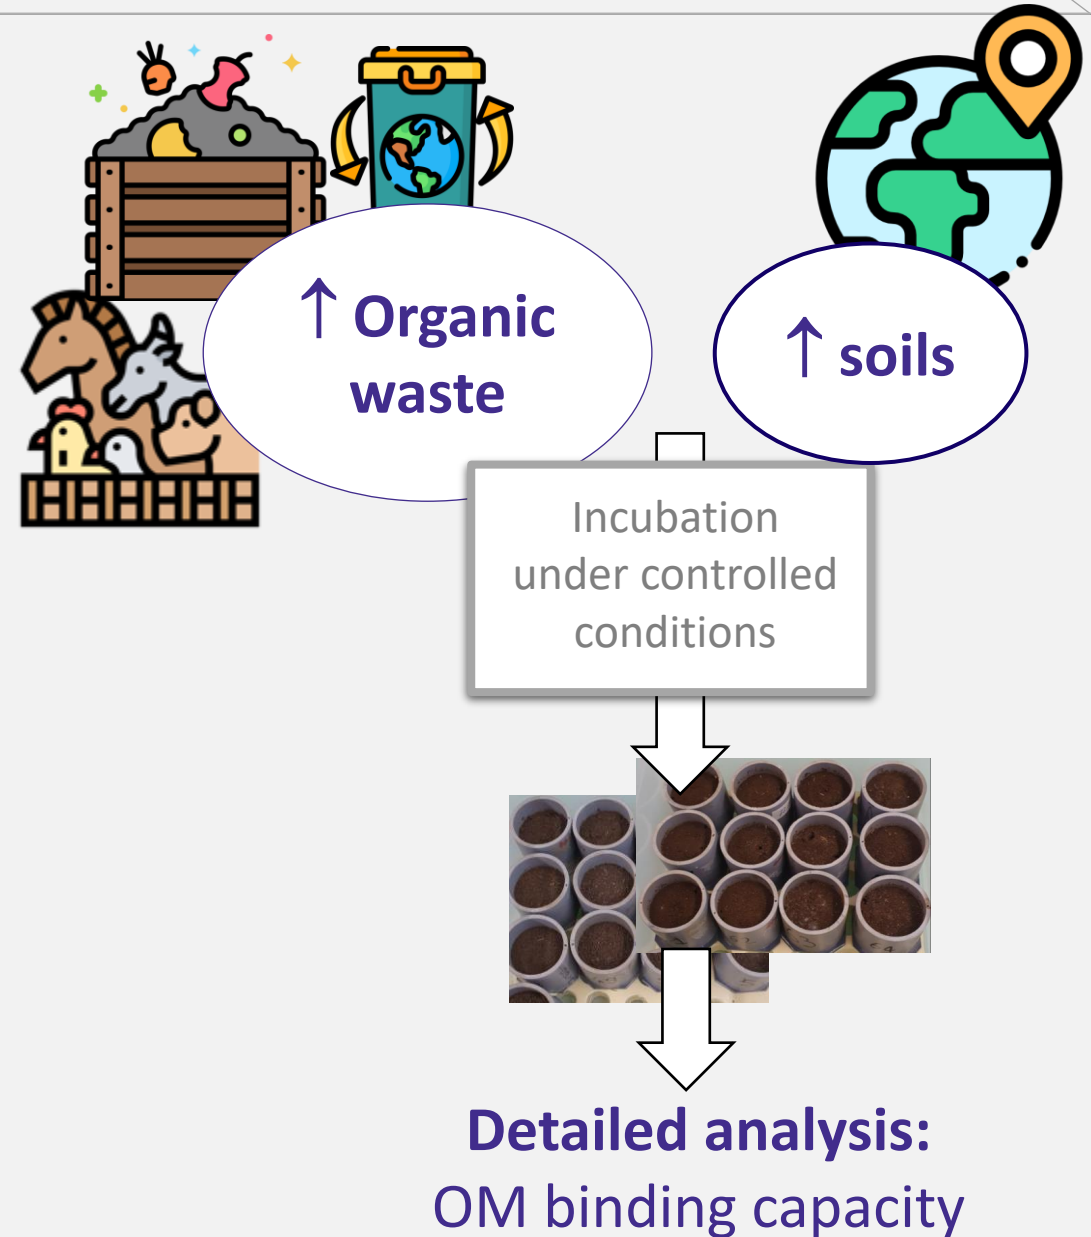 ↑ Organic
waste
↑ soils
Incubation
under controlled
conditions
Detailed analysis:
OM binding capacity